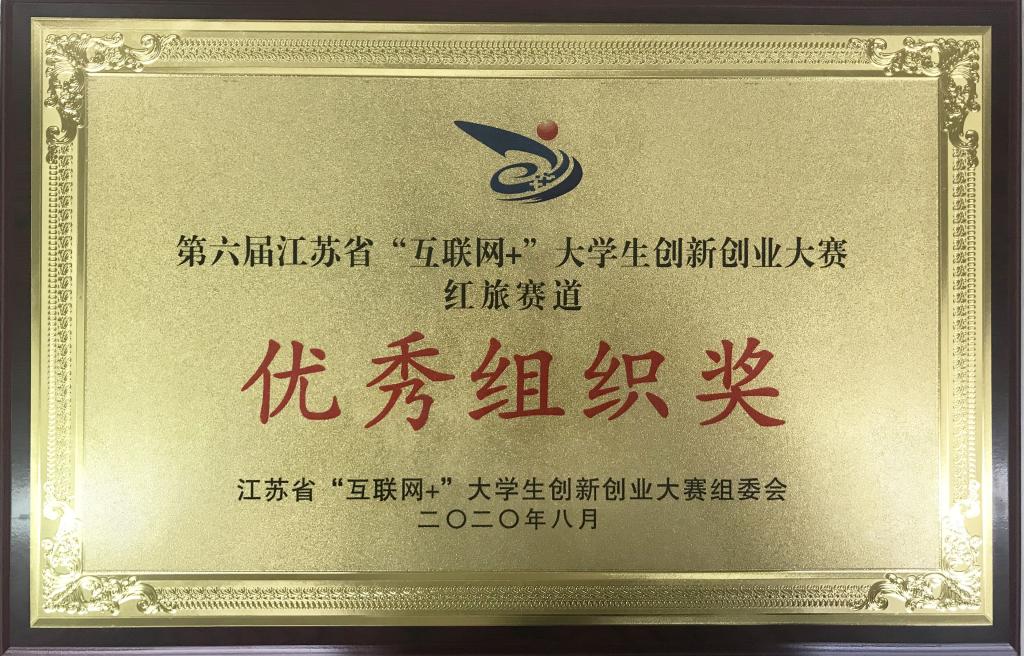 第六届江苏省“互联网+”大学生创新创业大赛
红旅赛道
优秀组织奖
江苏省“互联网+”大学生创新创业大赛组委会
二〇二〇年八月